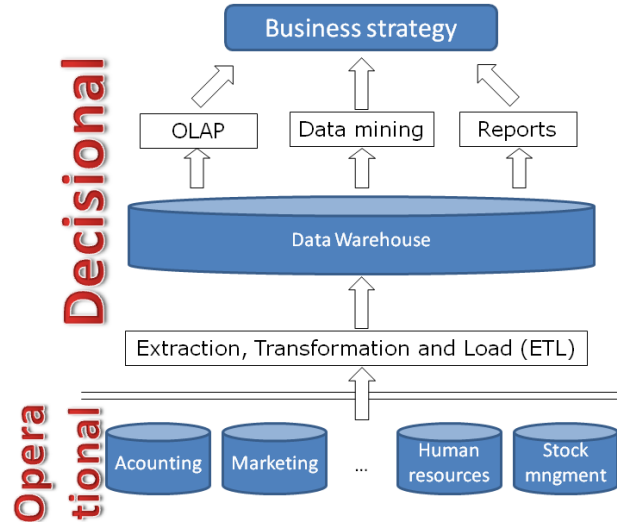 Business strategy
Decisional
OLAP
Data mining
Reports
Data Warehouse
Extraction, Transformation and Load (ETL)
Opera
tional
Acounting
Marketing
...
Human
resources
Stock
mngment